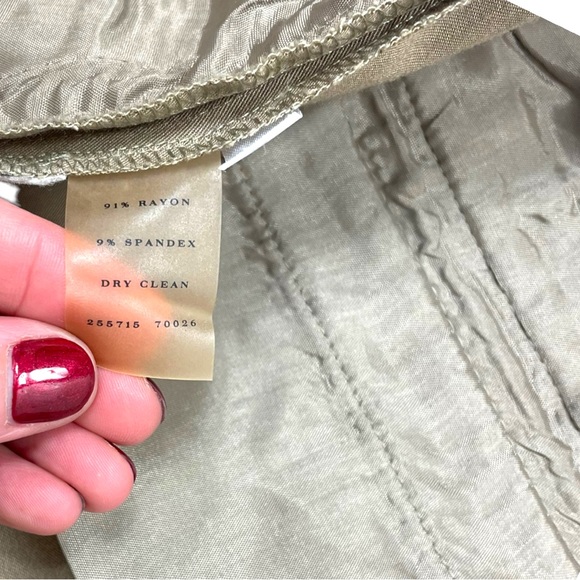 91% RAYON
9% SPANDEX
DRY CLEAN
255715 70026